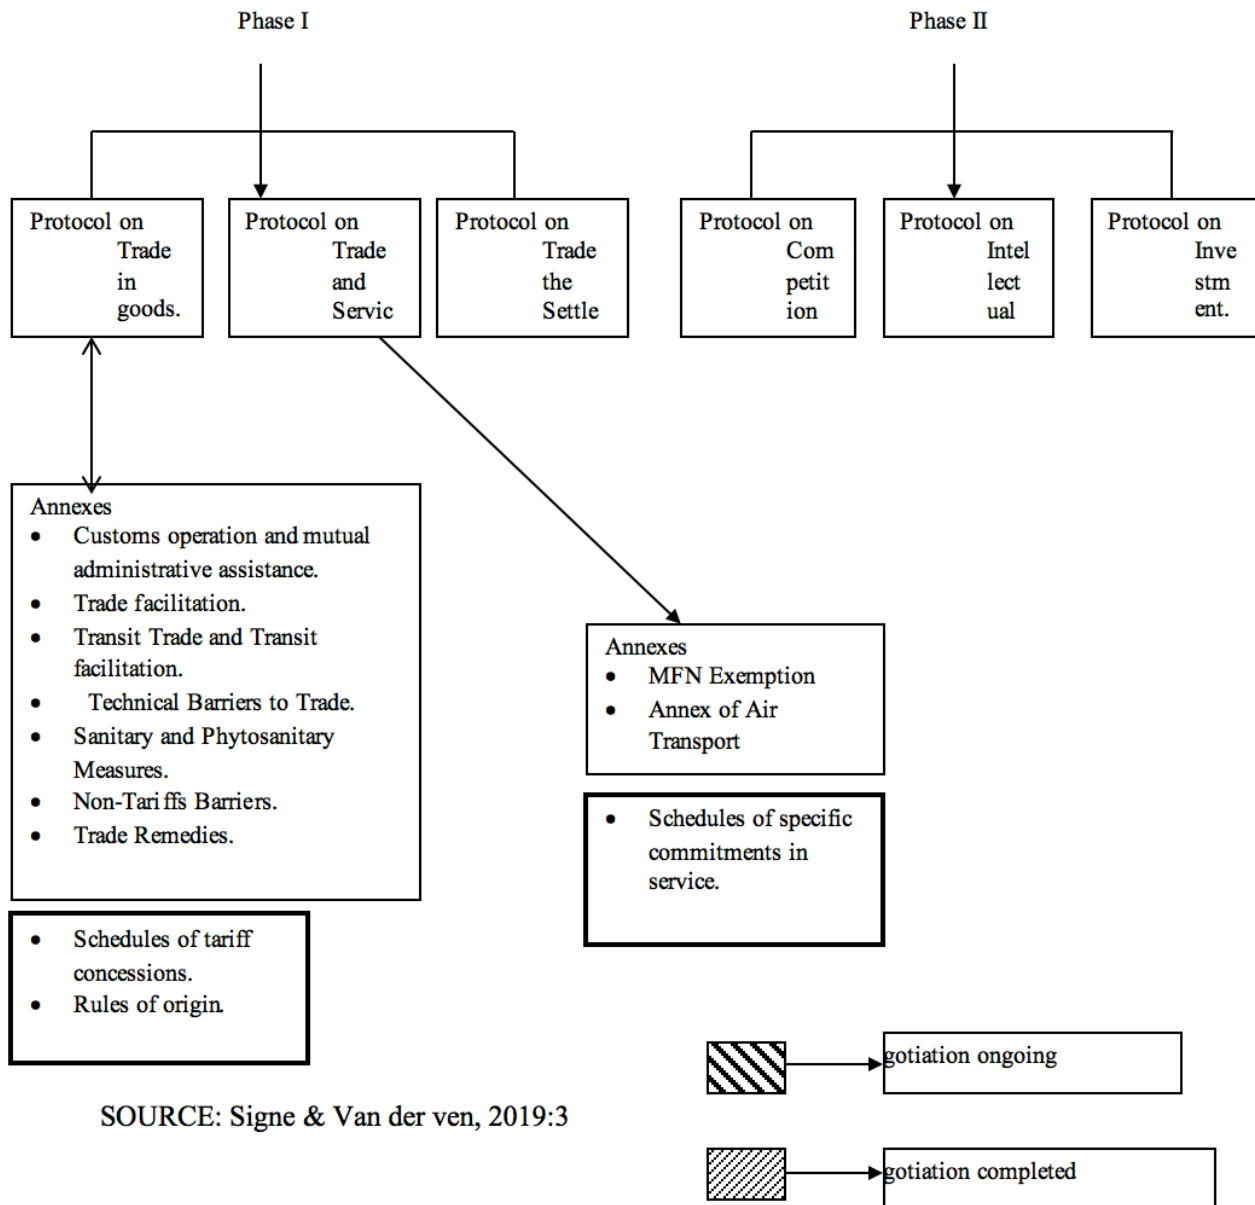 Phase I
Phase II
Protocol on
Trade
in
goods.
Protocol on
Trade
and
Servic
Protocol on
Trade
the
Settle
Protocol on
Com
petit
ion
Protocol on
Intel
lect
ual
Protocol on
Inve
stm
ent.
Annexes
• Customs operation and mutual
administrative assistance.
• Trade facilitation.
• Transit Trade and Transit
facilitation.
• Technical Barriers to Trade.
• Sanitary and Phytosanitary
Measures.
• Non-Tariffs Barriers.
• Trade Remedies.
• Schedules of tariff
concessions.
• Rules of origin.
Annexes
• MFN Exemption
• Annex of Air
Transport
• Schedules of specific
commitments in
service.
gotiation ongoing
gotiation completed
SOURCE: Signe & Van der ven, 2019:3